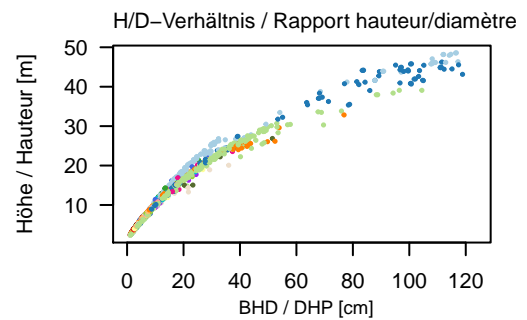 H/D−Verhältnis / Rapport hauteur/diamètre
Höhe / Hauteur [m]
50
40
30
20
10
0 20 40 60 80 100 120
BHD / DHP [cm]